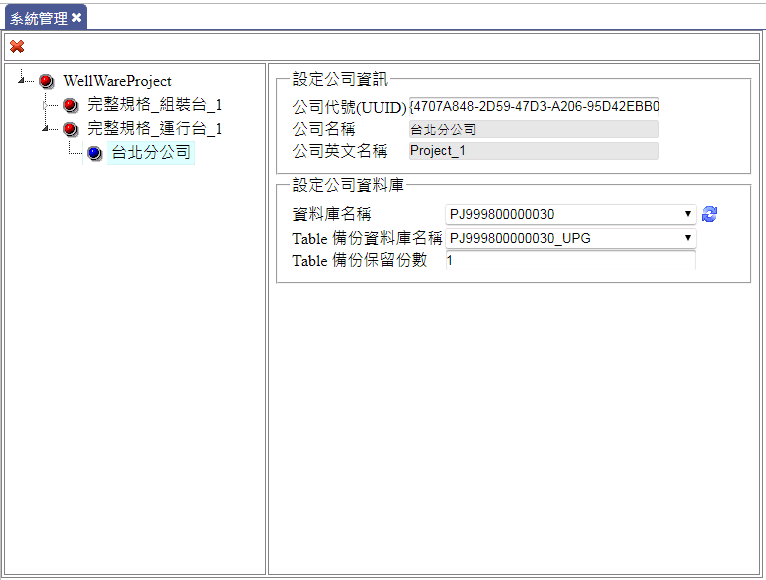 系統管理
WellWareProject
完整規格_組裝台_1
完整規格_運行台_1
台北分公司
設定公司資訊
公司代號(UUID) {4707A848-2D59-47D3-A206-95D42EBB0
公司名稱 台北分公司
公司英文名稱 Project_1
設定公司資料庫
資料庫名稱 PJ999800000030
Table 備份資料庫名稱 PJ999800000030_UPG
Table 備份保留份數 1